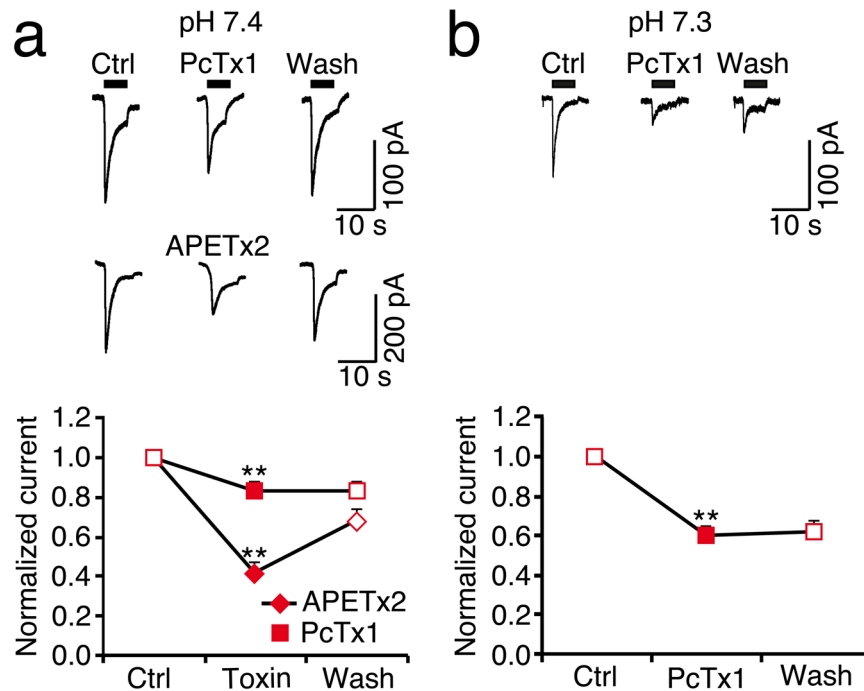 a
pH 7.4
Ctrl PcTx1 Wash
100 pA
10 s
APETx2
200 pA
10 s
Normalized current
1.2
1.0
0.8
0.6
0.4
0.2
0.0
**
**
APETx2
PcTx1
Ctrl Toxin Wash
b
pH 7.3
Ctrl PcTx1 Wash
100 pA
10 s
Normalized current
1.2
1.0
0.8
0.6
0.4
0.2
0.0
**
Ctrl PcTx1 Wash